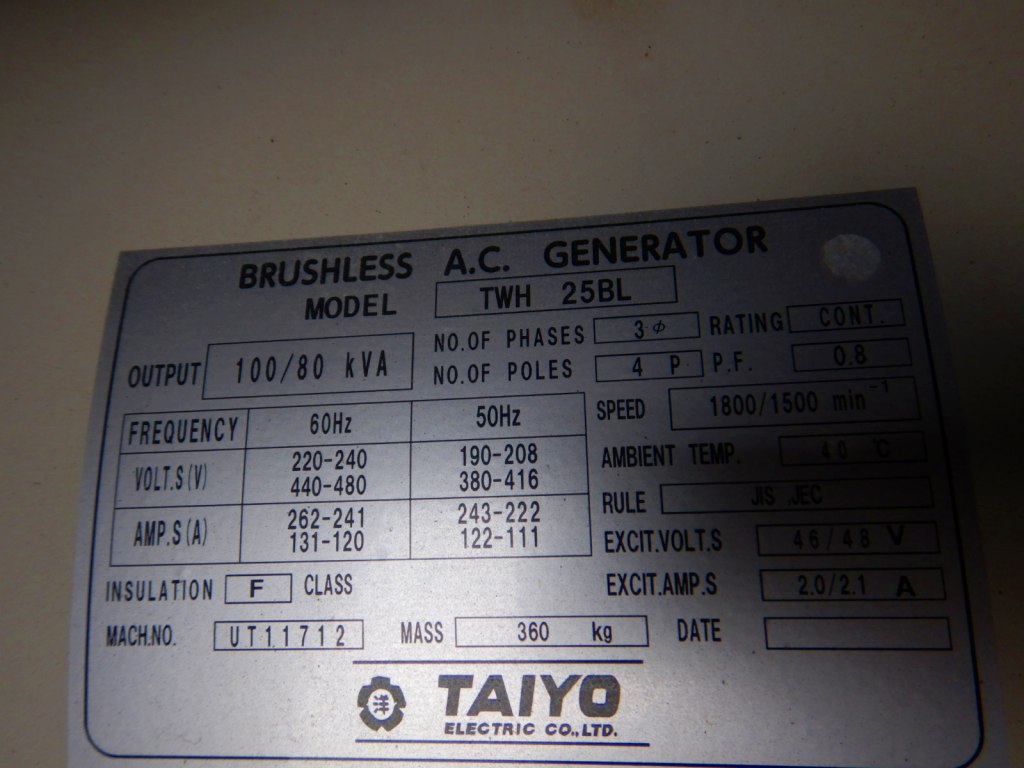 BRUSHLESS A.C. GENERATOR
MODEL TWH 25BL
OUTPUT 100/80 kVA
NO.OF PHASES 3φ RATING CONT.
NO.OF POLES 4 P P.F. 0.8
SPEED 1800/1500 min⁻¹
FREQUENCY 60Hz 50Hz
VOLT.S(V) 220-240 190-208
440-480 380-416
AMP.S(A) 262-241 243-222
131-120 122-111
AMBIENT TEMP. 40 ℃
RULE JIS JEC
EXCIT.VOLT.S 46/48 V
INSULATION F CLASS
EXCIT.AMP.S 2.0/2.1 A
MACH.NO. UT11712 MASS 360 kg DATE
洋
TAIYO
ELECTRIC CO.,LTD.